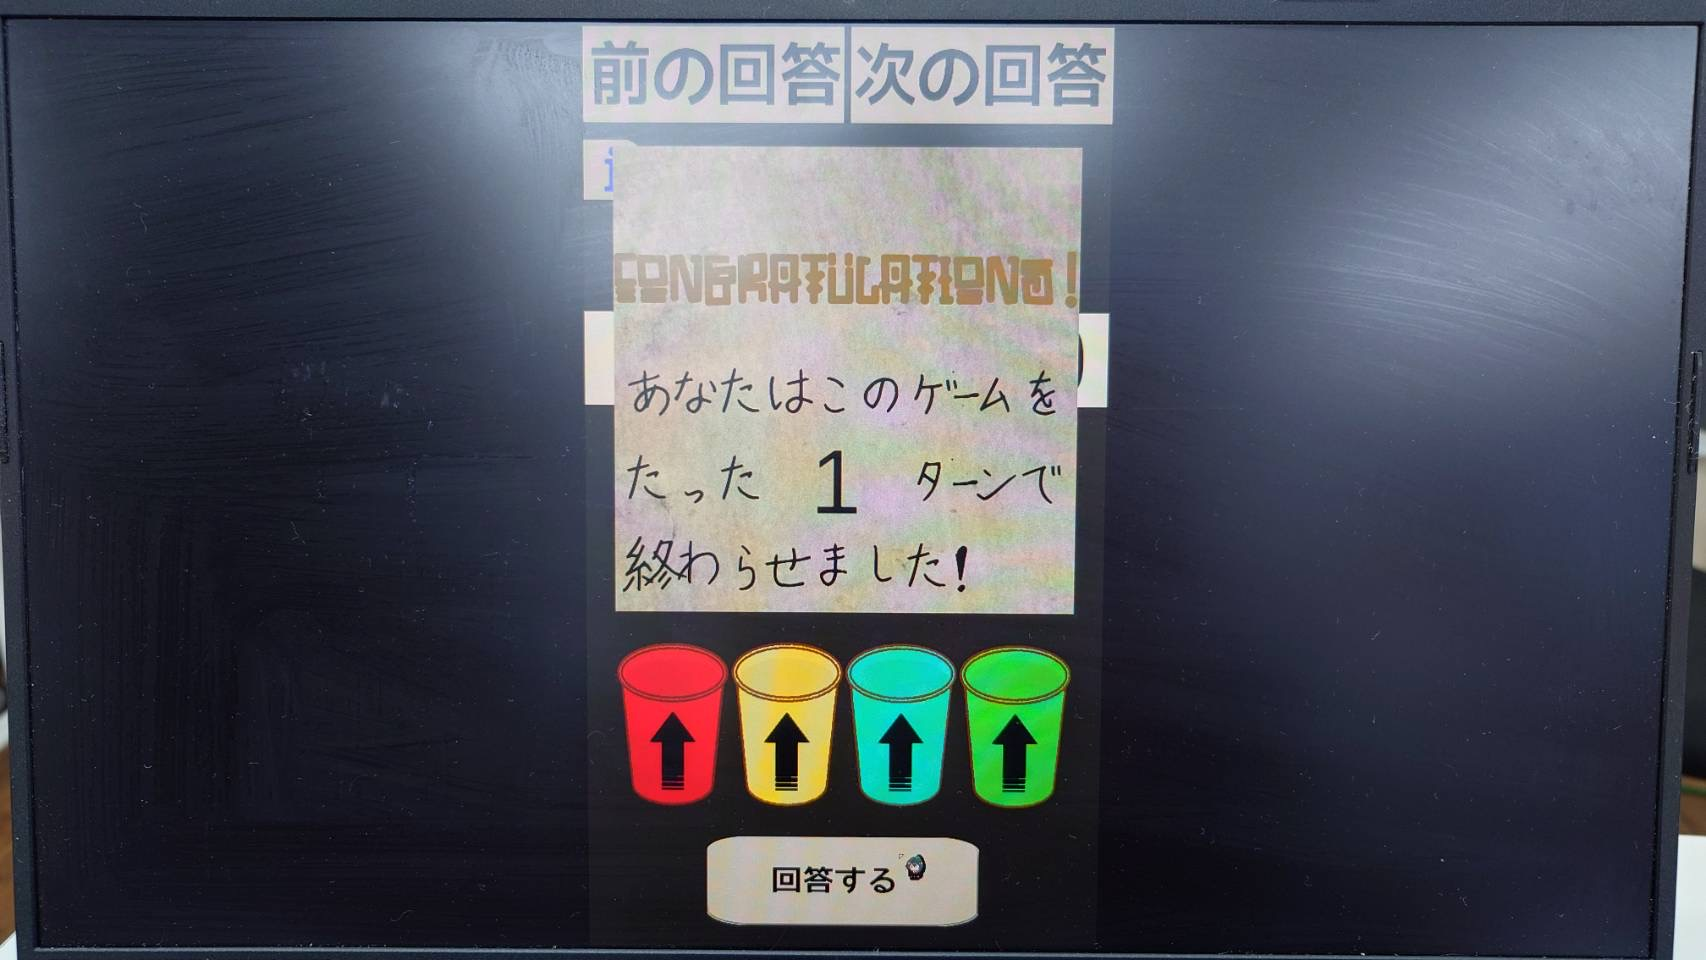 前の回答 次の回答
CONGRATULATIONS!
あなたはこのゲームを
たった 1 ターンで
終わらせました!
回答する